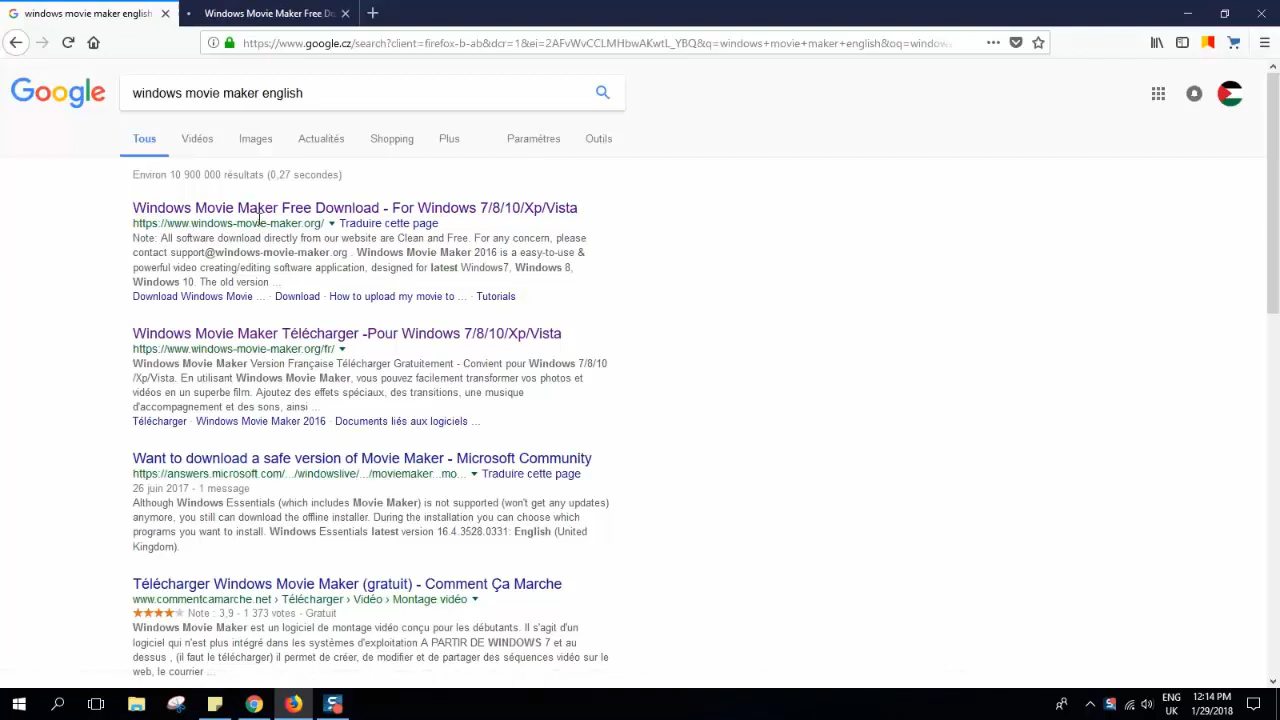 windows movie maker english
Windows Movie Maker Free Do
https://www.google.cz/search?client=firefox-b-ab&dcr=1&ei=2AFvWvCCLMHbwAKwtL_YBQ&q=windows+movie+maker+english&oq=window
Google
windows movie maker english
Tous Vidéos Images Actualités Shopping Plus Paramètres Outils
Environ 10 900 000 résultats (0,27 secondes)
Windows Movie Maker Free Download - For Windows 7/8/10/Xp/Vista
https://www.windows-movie-maker.org/ Traduire cette page
Note: All software download directly from our website are Clean and Free. For any concern, please
contact support@windows-movie-maker.org . Windows Movie Maker 2016 is a easy-to-use &
powerful video creating/editing software application, designed for latest Windows7, Windows 8,
Windows 10. The old version ...
Download Windows Movie ... · Download · How to upload my movie to ... · Tutorials
Windows Movie Maker Télécharger -Pour Windows 7/8/10/Xp/Vista
https://www.windows-movie-maker.org/fr/
Windows Movie Maker Version Française Télécharger Gratuitement - Convient pour Windows 7/8/10
/Xp/Vista. En utilisant Windows Movie Maker, vous pouvez facilement transformer vos photos et
vidéos en un superbe film. Ajoutez des effets spéciaux, des transitions, une musique
d'accompagnement et des sons, ainsi ...
Télécharger · Windows Movie Maker 2016 · Documents liés aux logiciels ...
Want to download a safe version of Movie Maker - Microsoft Community
https://answers.microsoft.com/.../windowslive/.../moviemaker...mo... Traduire cette page
26 juin 2017 - 1 message
Although Windows Essentials (which includes Movie Maker) is not supported (won't get any updates)
anymore, you still can download the offline installer. During the installation you can choose which
programs you want to install. Windows Essentials latest version 16.4.3528.0331: English (United
Kingdom).
Télécharger Windows Movie Maker (gratuit) - Comment Ça Marche
www.commentcamarche.net › Télécharger › Vidéo › Montage vidéo
Note : 3,9 - 1 373 votes - Gratuit
Windows Movie Maker est un logiciel de montage vidéo conçu pour les débutants. Il s'agit d'un
logiciel qui n'est plus intégré dans les systèmes d'exploitation A PARTIR DE WINDOWS 7 et au
dessus , (il faut le télécharger) il permet de créer, de modifier et de partager des séquences vidéo sur le
web, le courrier ...
ENG 12:14 PM
UK 1/29/2018